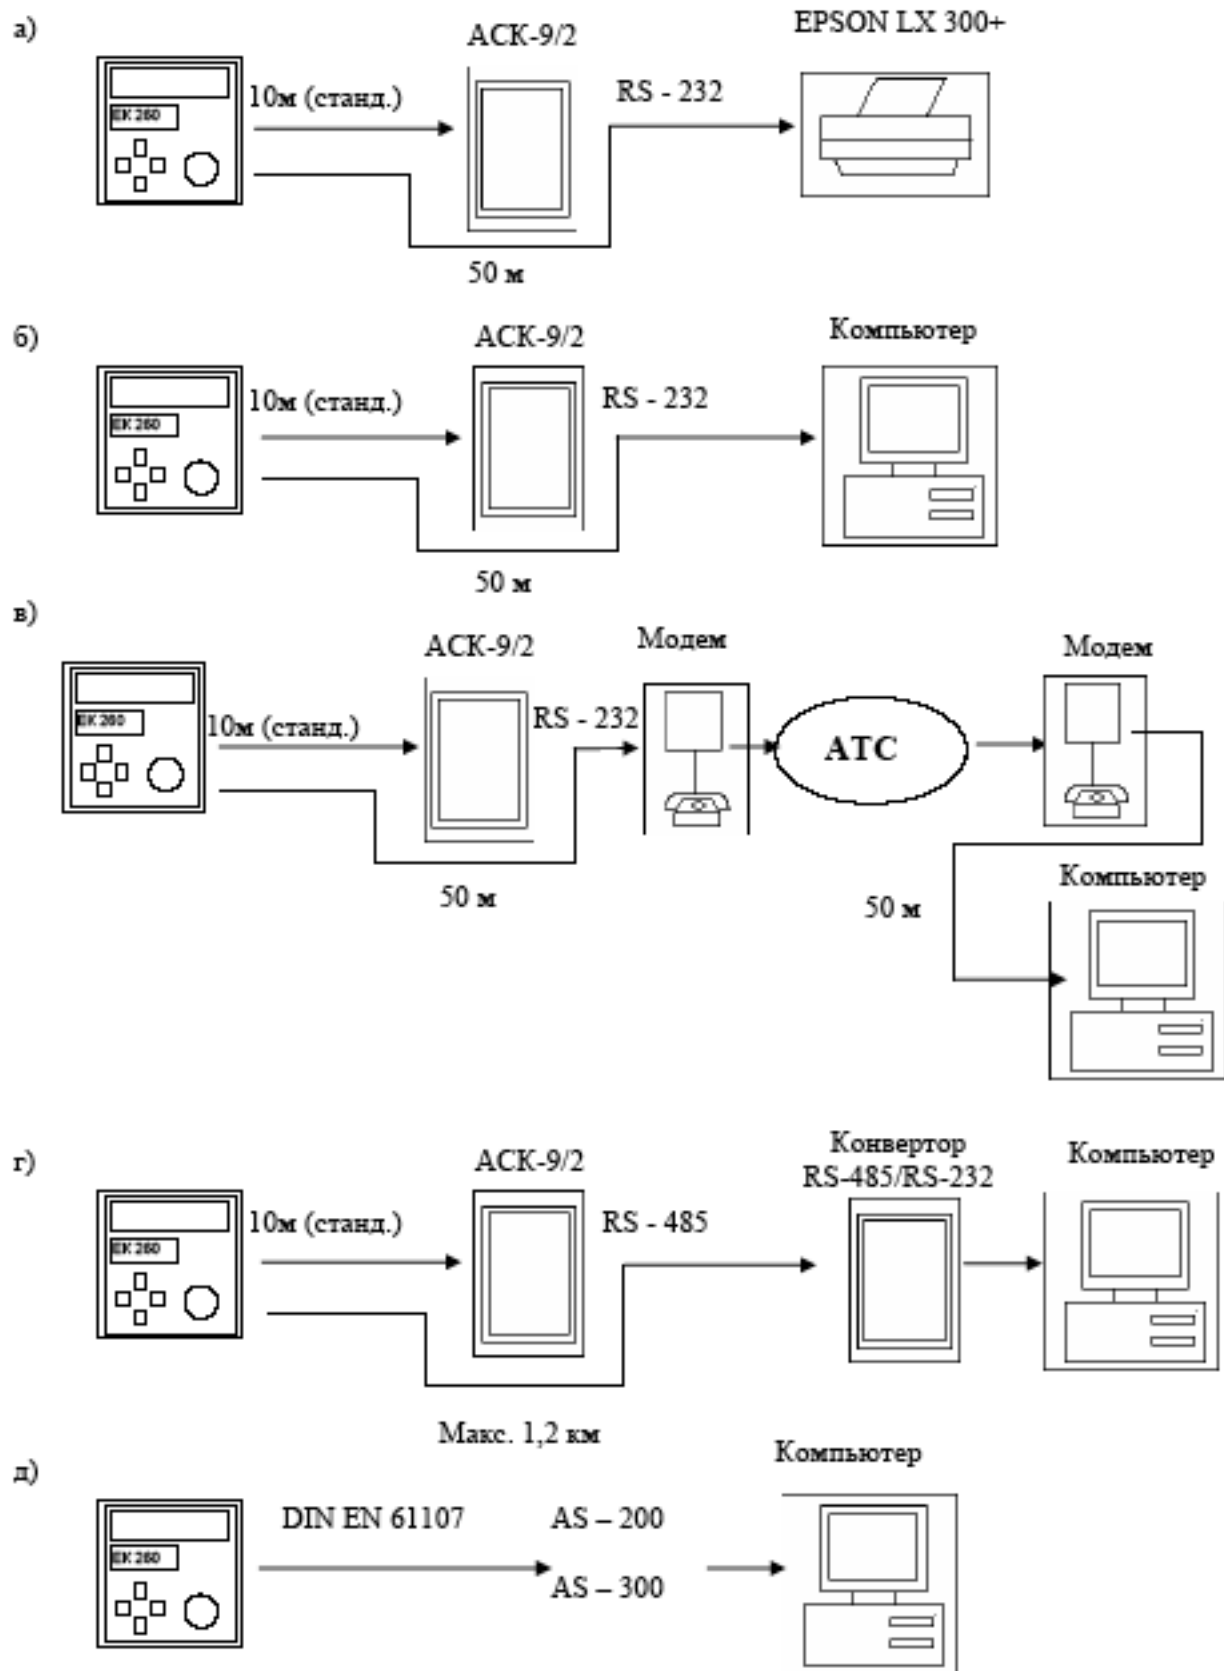 а)
АСК-9/2
EPSON LX 300+
10м (станд.)
RS - 232
EK 260
50 м
б)
АСК-9/2
Компьютер
10м (станд.)
RS - 232
EK 260
50 м
в)
АСК-9/2
Модем
Модем
10м (станд.)
RS - 232
EK 260
АТС
50 м
50 м
Компьютер
г)
АСК-9/2
Конвертор
RS-485/RS-232
Компьютер
10м (станд.)
RS - 485
EK 260
Макс. 1,2 км
д)
Компьютер
DIN EN 61107
AS – 200
EK 260
AS – 300